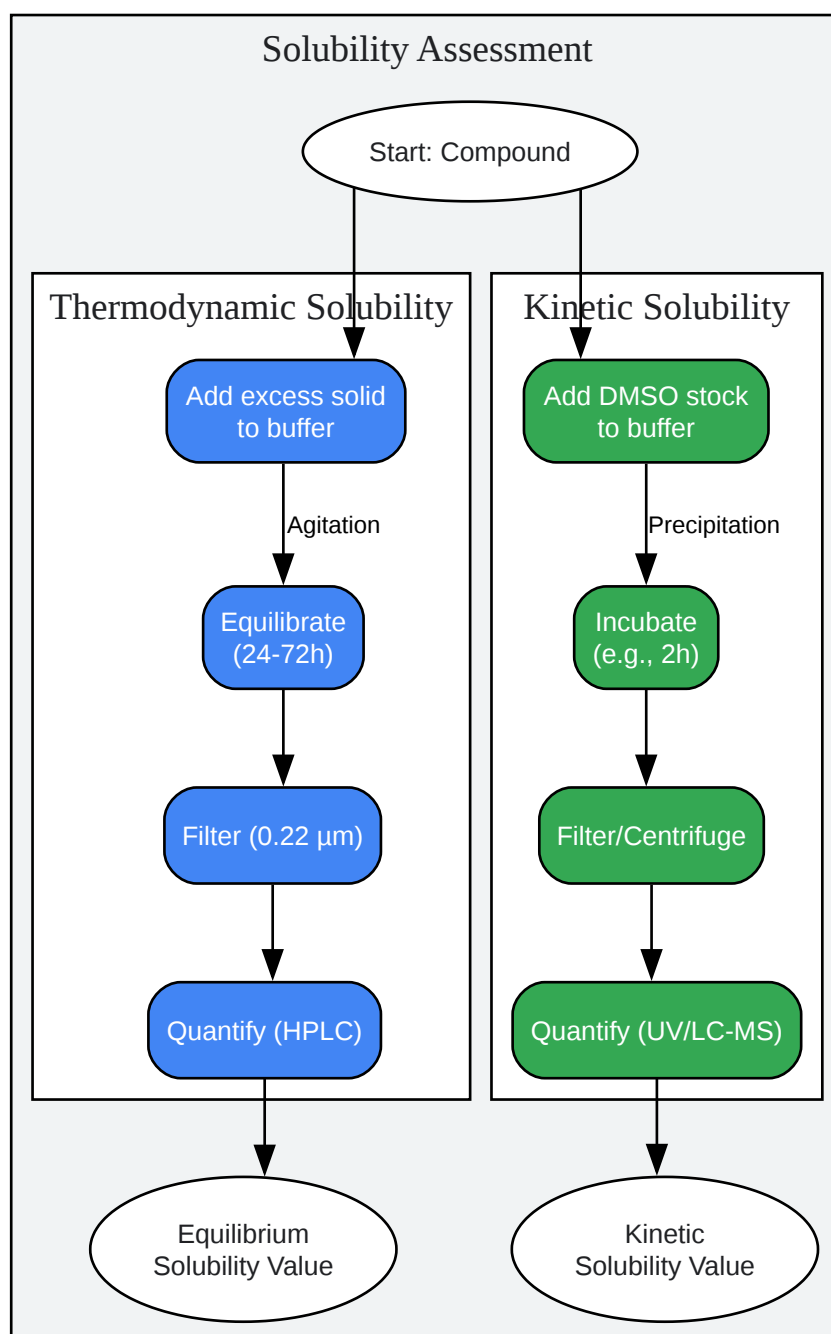 Solubility Assessment
Start: Compound
Thermodynamic Solubility
Add excess solid
to buffer
Agitation
Equilibrate
(24-72h)
Filter (0.22 µm)
Quantify (HPLC)
Equilibrium
Solubility Value
Kinetic Solubility
Add DMSO stock
to buffer
Precipitation
Incubate
(e.g., 2h)
Filter/Centrifuge
Quantify (UV/LC-MS)
Kinetic
Solubility Value